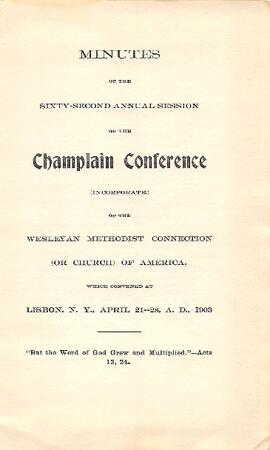 MINUTES
OF THE
SIXTY-SECOND ANNUAL SESSION
OF THE
Champlain Conference
(INCORPORATE.)
OF THE
WESLEYAN METHODIST CONNECTION
(OR CHURCH) OF AMERICA.
WHICH CONVENED AT
LISBON, N. Y., APRIL 21--28, A. D., 1903
"But the Word of God Grew and Multiplied."—Acts
12, 24.